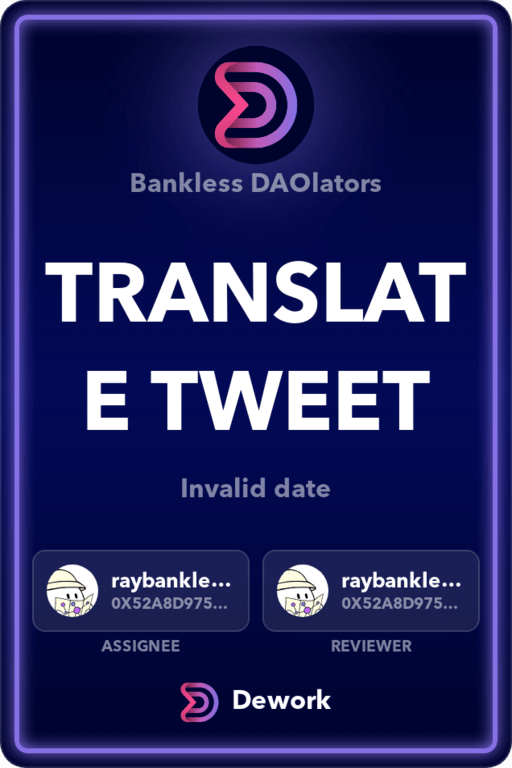 Bankless DAOlators
TRANSLAT
E TWEET
Invalid date
raybankle...
0X52A8D975...
ASSIGNEE
raybankle...
0X52A8D975...
REVIEWER
Dework